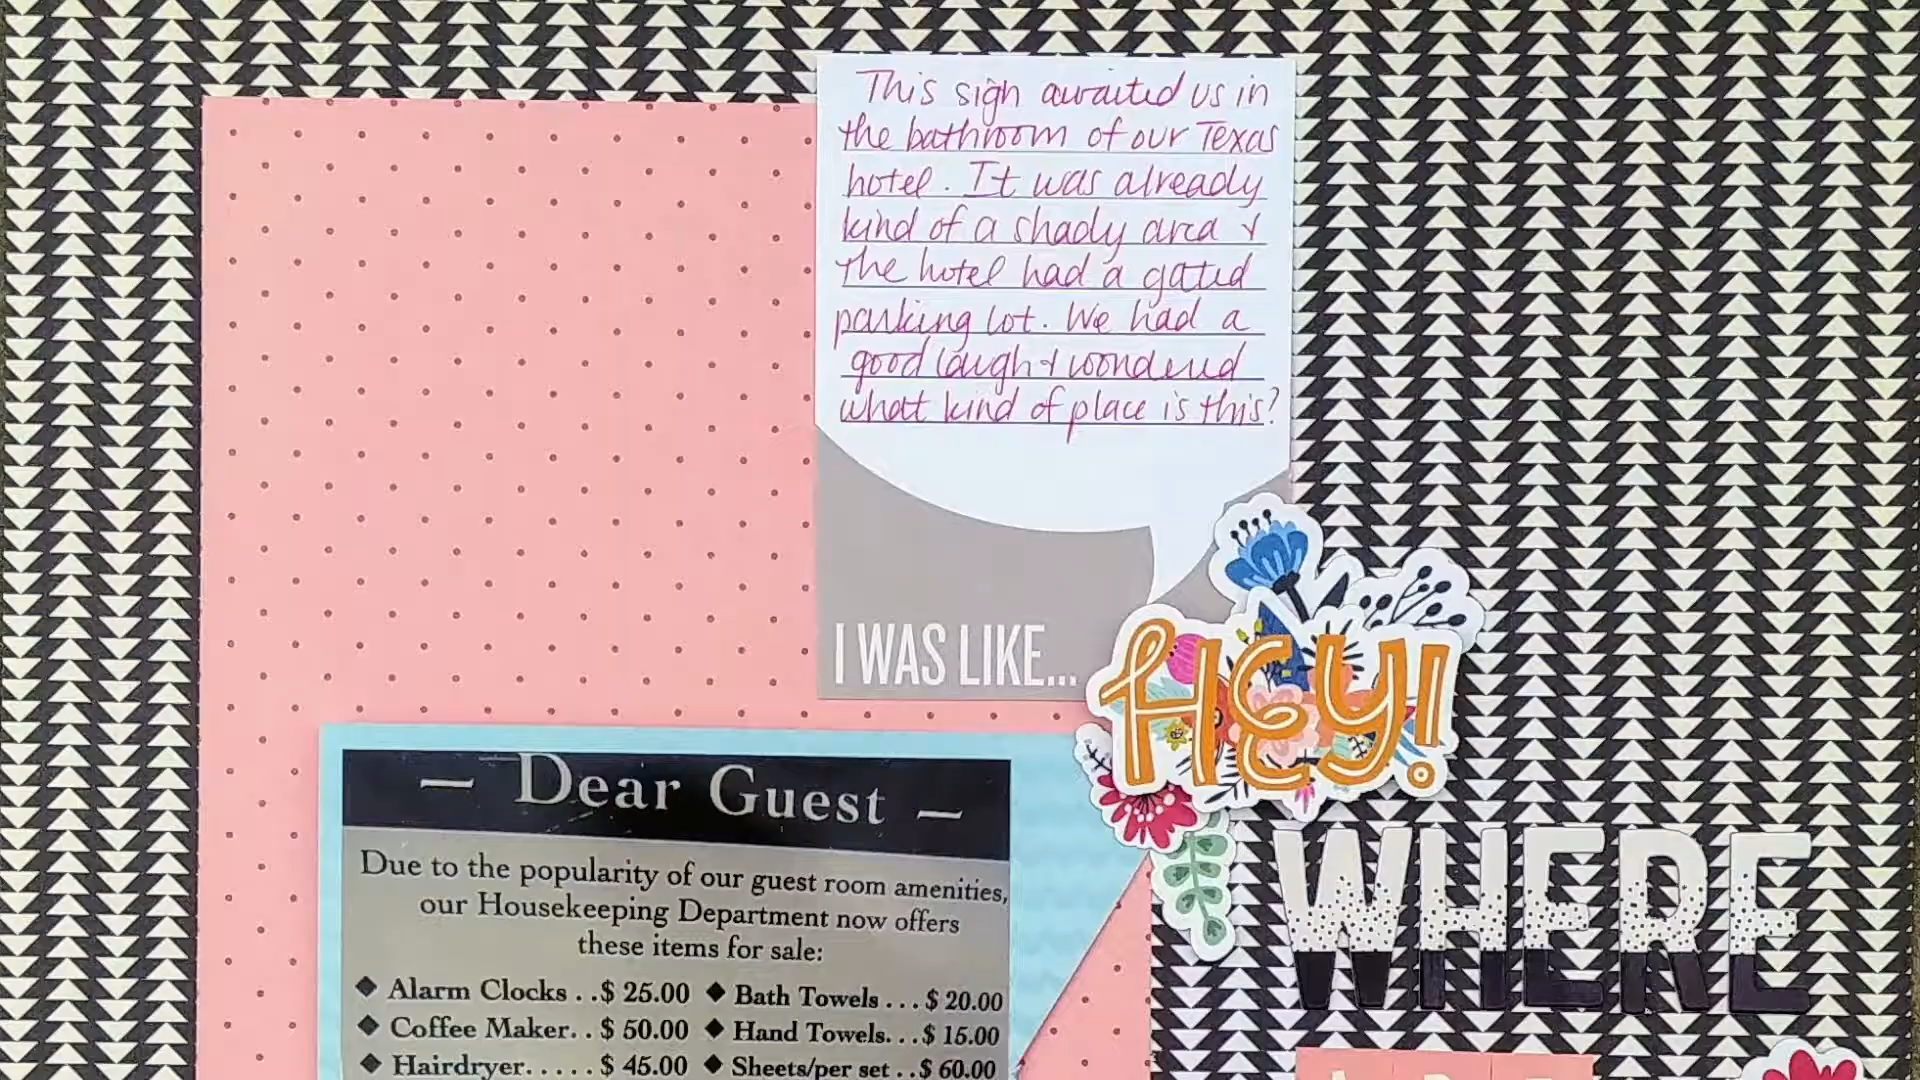 This sign awaited us in
the bathroom of our Texas
hotel. It was already
kind of a shady area &
the hotel had a gated
parking lot. We had a
good laugh & wondered
what kind of place is this?
I WAS LIKE...
HEY!
— Dear Guest —
Due to the popularity of our guest room amenities,
our Housekeeping Department now offers
these items for sale:
◆ Alarm Clocks . . $ 25.00 ◆ Bath Towels . . . $ 20.00
◆ Coffee Maker . . $ 50.00 ◆ Hand Towels . . . $ 15.00
◆ Hairdryer . . . . . $ 45.00 ◆ Sheets/per set . . $ 60.00
WHERE